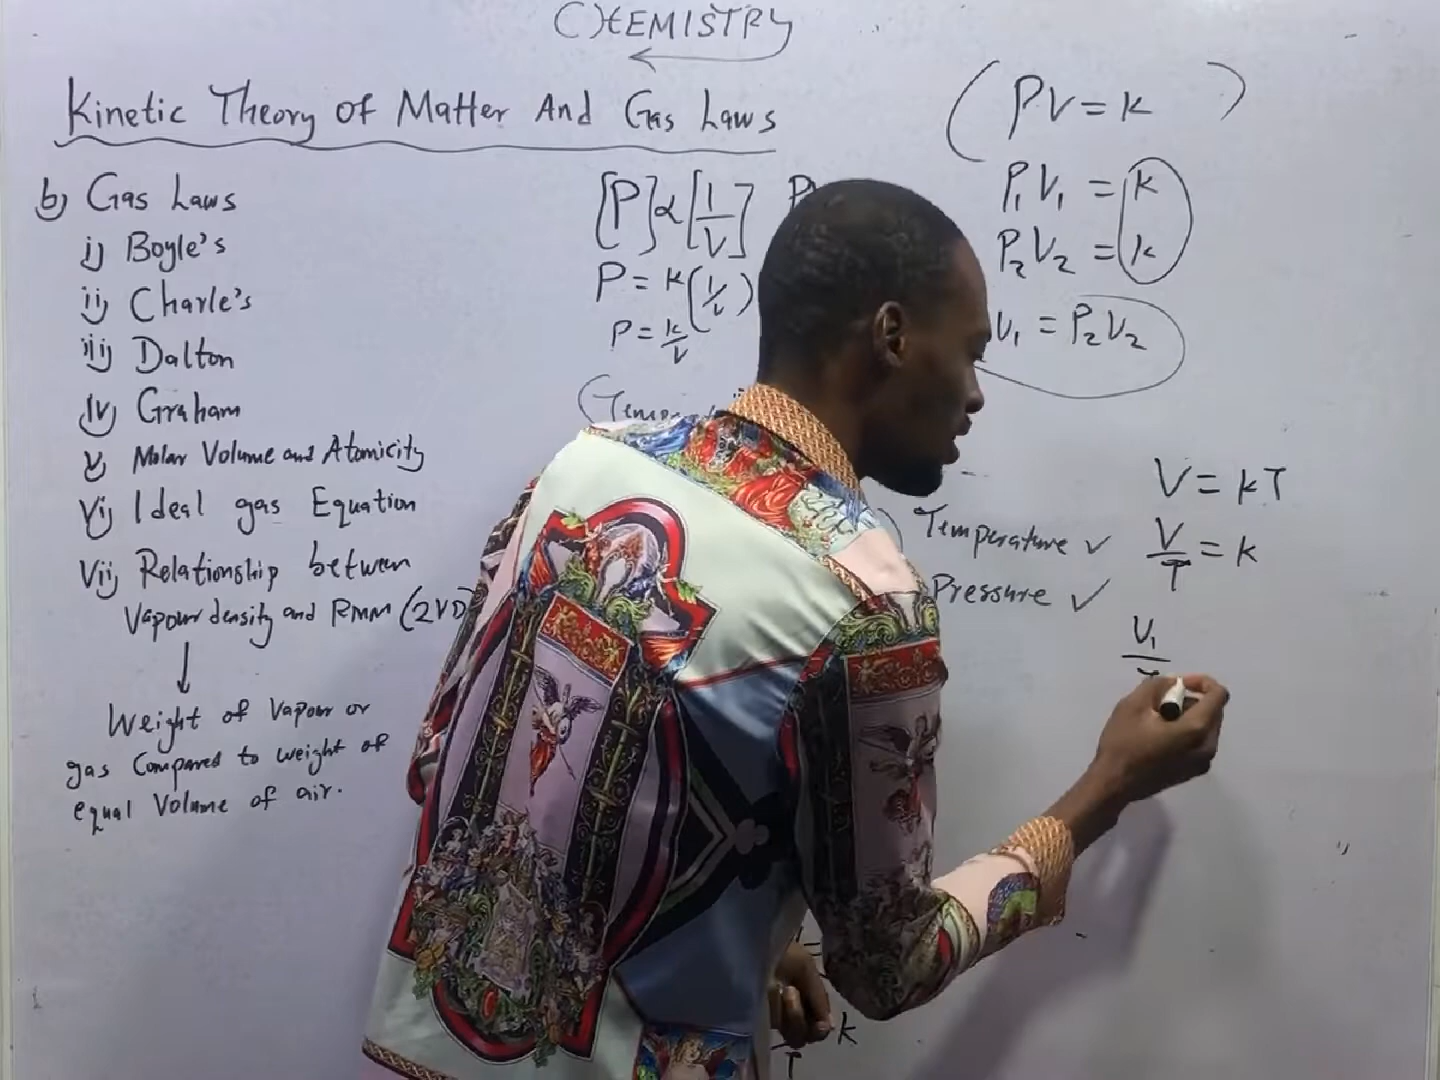 CHEMISTRY
Kinetic Theory of Matter And Gas Laws
b) Gas Laws
i) Boyle's
ii) Charle's
iii) Dalton
iv) Graham
v Molar Volume and Atomicity
vi) Ideal gas Equation
vii) Relationship between
Vapour density and RMM (2VD
↓
Weight of Vapour or
gas Compared to weight of
equal Volume of air.
[P] ∝ [1/V]
P = k(1/V)
P = k/V
(PV = k)
P₁V₁ = k
P₂V₂ = k
V₁ = P₂V₂
Temperature ✓
Pressure ✓
V = kT
V/T = k
V₁
k
T